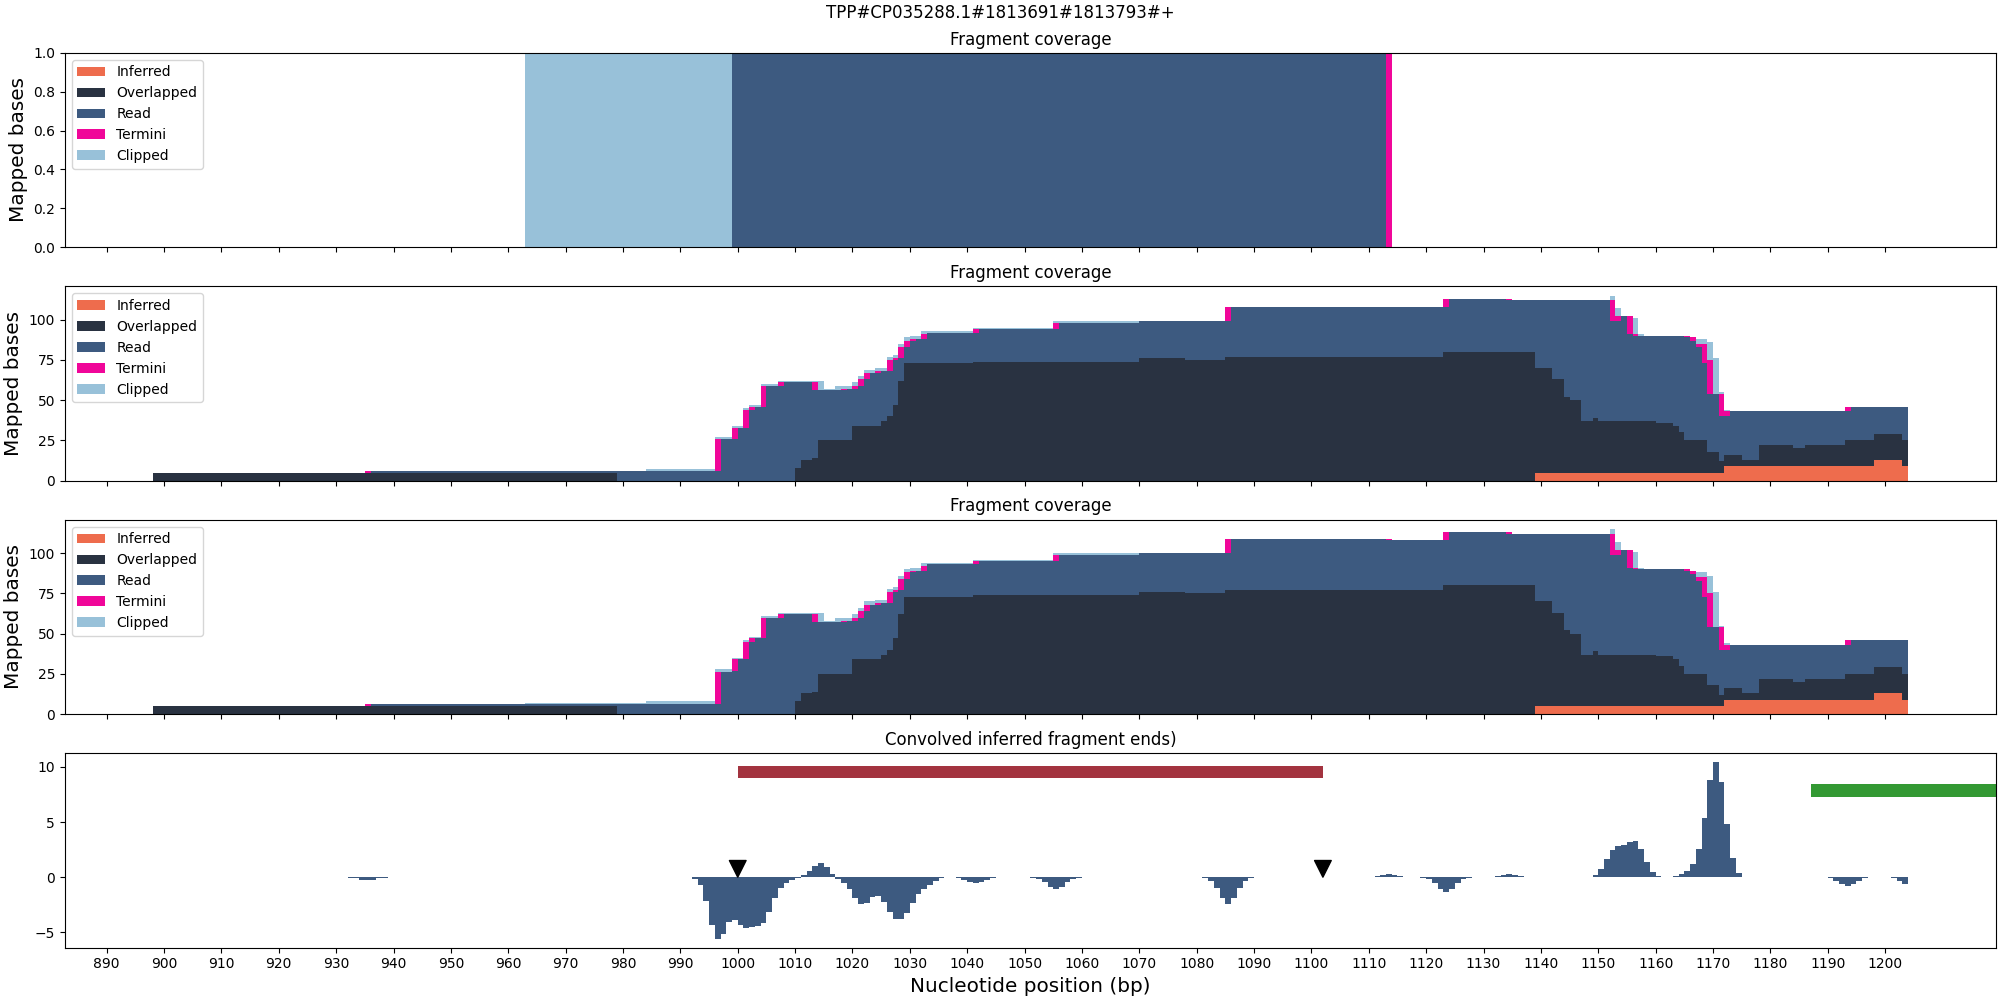 TPP#CP035288.1#1813691#1813793#+
Fragment coverage
Mapped bases
1.0
0.8
0.6
0.4
0.2
0.0
Inferred
Overlapped
Read
Termini
Clipped
Fragment coverage
Mapped bases
100
75
50
25
0
Inferred
Overlapped
Read
Termini
Clipped
Fragment coverage
Mapped bases
100
75
50
25
0
Inferred
Overlapped
Read
Termini
Clipped
Convolved inferred fragment ends)
10
5
0
−5
890 900 910 920 930 940 950 960 970 980 990 1000 1010 1020 1030 1040 1050 1060 1070 1080 1090 1100 1110 1120 1130 1140 1150 1160 1170 1180 1190 1200
Nucleotide position (bp)